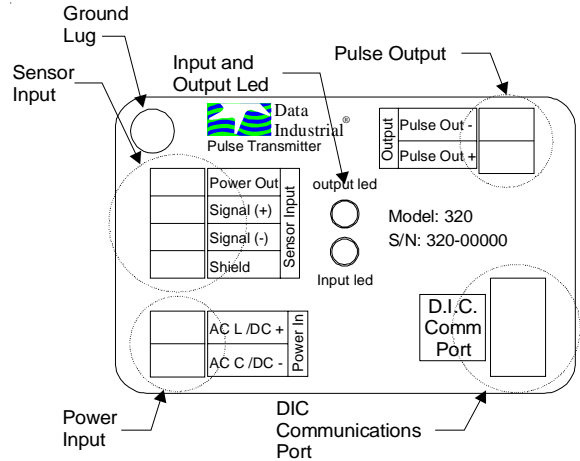 Ground
Lug
Sensor
Input
Input and
Output Led
Pulse Output
Data
Industrial®
Pulse Transmitter
Output
Pulse Out -
Pulse Out +
Power Out
Signal (+)
Signal (-)
Shield
Sensor Input
output led
Input led
Model: 320
S/N: 320-00000
AC L /DC +
AC C /DC -
Power In
D.I.C.
Comm
Port
Power
Input
DIC
Communications
Port